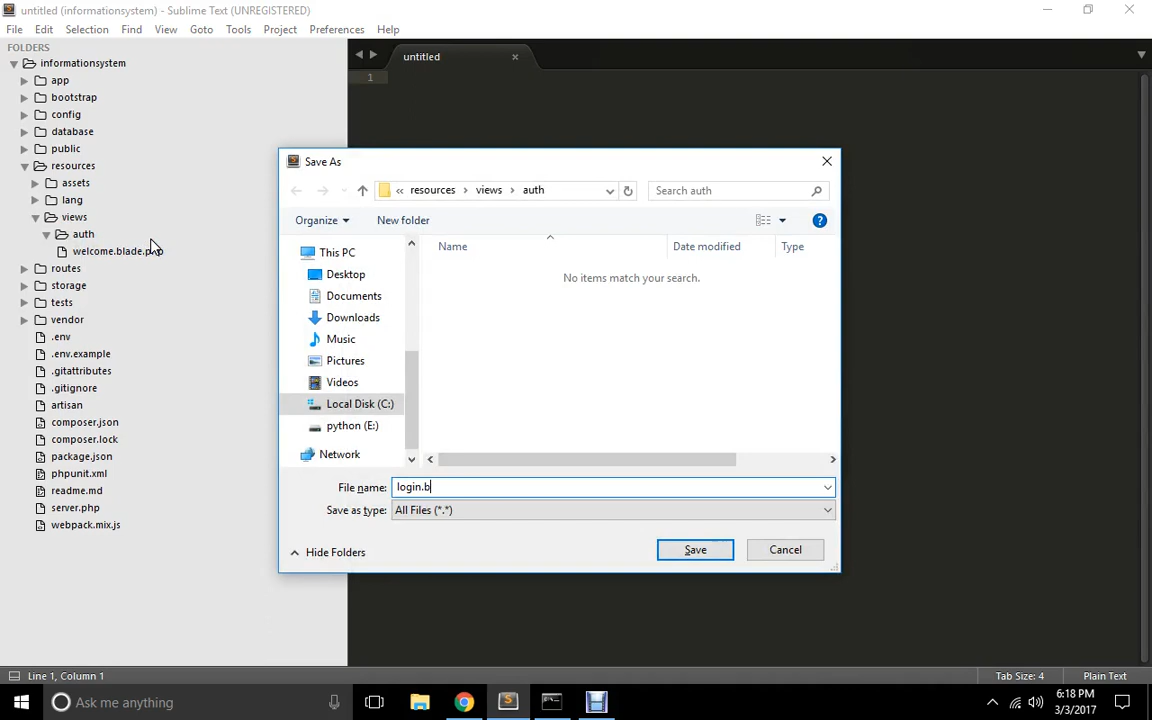 untitled (informationsystem) - Sublime Text (UNREGISTERED)
File Edit Selection Find View Goto Tools Project Preferences Help
FOLDERS
informationsystem
app
bootstrap
config
database
public
resources
assets
lang
views
auth
welcome.blade.php
routes
storage
tests
vendor
.env
.env.example
.gitattributes
.gitignore
artisan
composer.json
composer.lock
package.json
phpunit.xml
readme.md
server.php
webpack.mix.js
untitled
1
Save As
« resources > views > auth
Search auth
Organize
New folder
This PC
Desktop
Documents
Downloads
Music
Pictures
Videos
Local Disk (C:)
python (E:)
Network
Name Date modified Type
No items match your search.
File name: login.b
Save as type: All Files (*.*)
Hide Folders
Save
Cancel
Line 1, Column 1
Tab Size: 4
Plain Text
Ask me anything
6:18 PM
3/3/2017